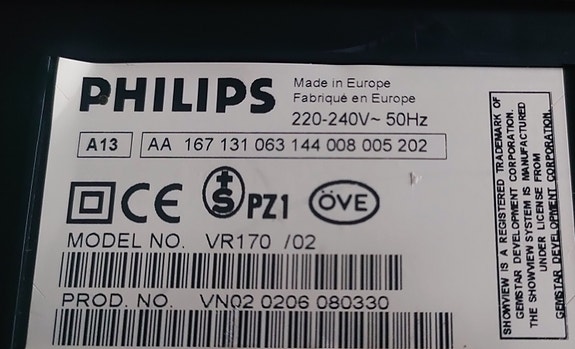 PHILIPS
Made in Europe
Fabriqué en Europe
220-240V~ 50Hz
A13
AA 167 131 063 144 008 005 202
CE
+S
PZ1
ÖVE
MODEL NO. VR170 /02
PROD. NO. VN02 0206 080330
SHOWVIEW IS A REGISTERED TRADEMARK OF
GEMSTAR DEVELOPMENT CORPORATION.
THE SHOWVIEW SYSTEM IS MANUFACTURED
UNDER LICENSE FROM
GEMSTAR DEVELOPMENT CORPORATION.